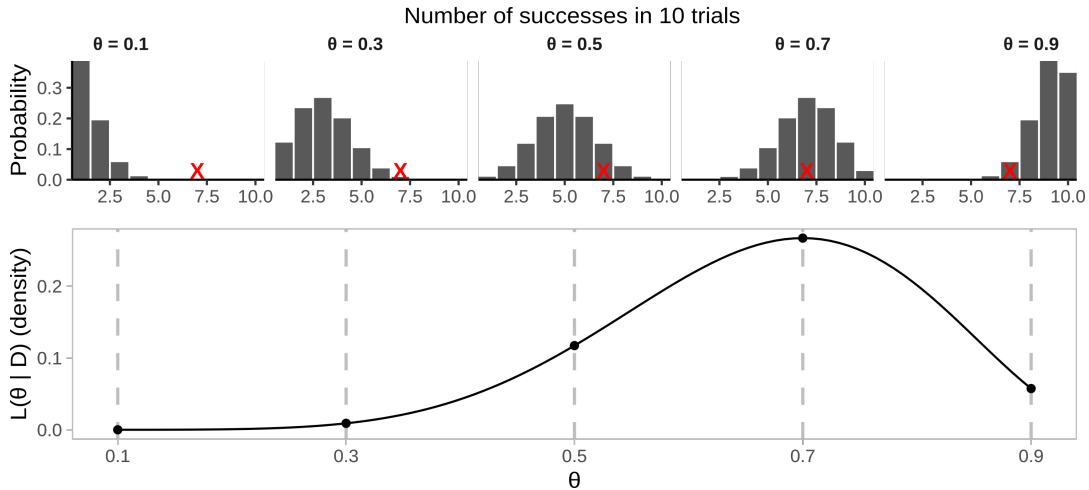 Number of successes in 10 trials
θ = 0.1 θ = 0.3 θ = 0.5 θ = 0.7 θ = 0.9
Probability
0.3
0.2
0.1
0.0
X X X X X
2.5 5.0 7.5 10.0 2.5 5.0 7.5 10.0 2.5 5.0 7.5 10.0 2.5 5.0 7.5 10.0 2.5 5.0 7.5 10.0
L(θ | D) (density)
0.2
0.1
0.0
0.1 0.3 0.5 0.7 0.9
θ